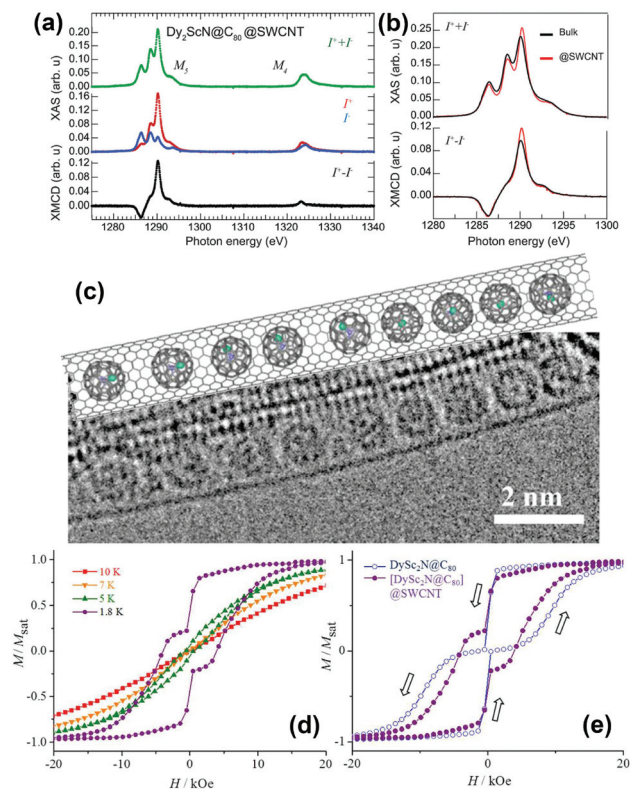 (a)
Dy₂ScN@C₈₀@SWCNT
XAS (arb. u)
0.20
0.15
0.10
0.05
0.00
I⁺+I⁻
M₅
M₄
0.16
0.12
0.08
0.04
0.00
I⁺
I⁻
XMCD (arb. u)
0.12
0.08
0.04
0.00
I⁺-I⁻
1280 1290 1300 1310 1320 1330 1340
Photon energy (eV)
(b)
XAS (arb. u)
0.25
0.20
0.15
0.10
0.05
0.00
I⁺+I⁻
Bulk
@SWCNT
XMCD (arb. u)
0.12
0.08
0.04
0.00
I⁺-I⁻
1280 1285 1290 1295 1300
Photon energy (eV)
(c)
2 nm
M / Msat
1.0
0.5
0.0
-0.5
-1.0
10 K
7 K
5 K
1.8 K
(d)
-20 -10 0 10 20
H / kOe
M / Msat
1
0
-1
DySc₂N@C₈₀
[DySc₂N@C₈₀]
@SWCNT
(e)
-20 -10 0 10 20
H / kOe